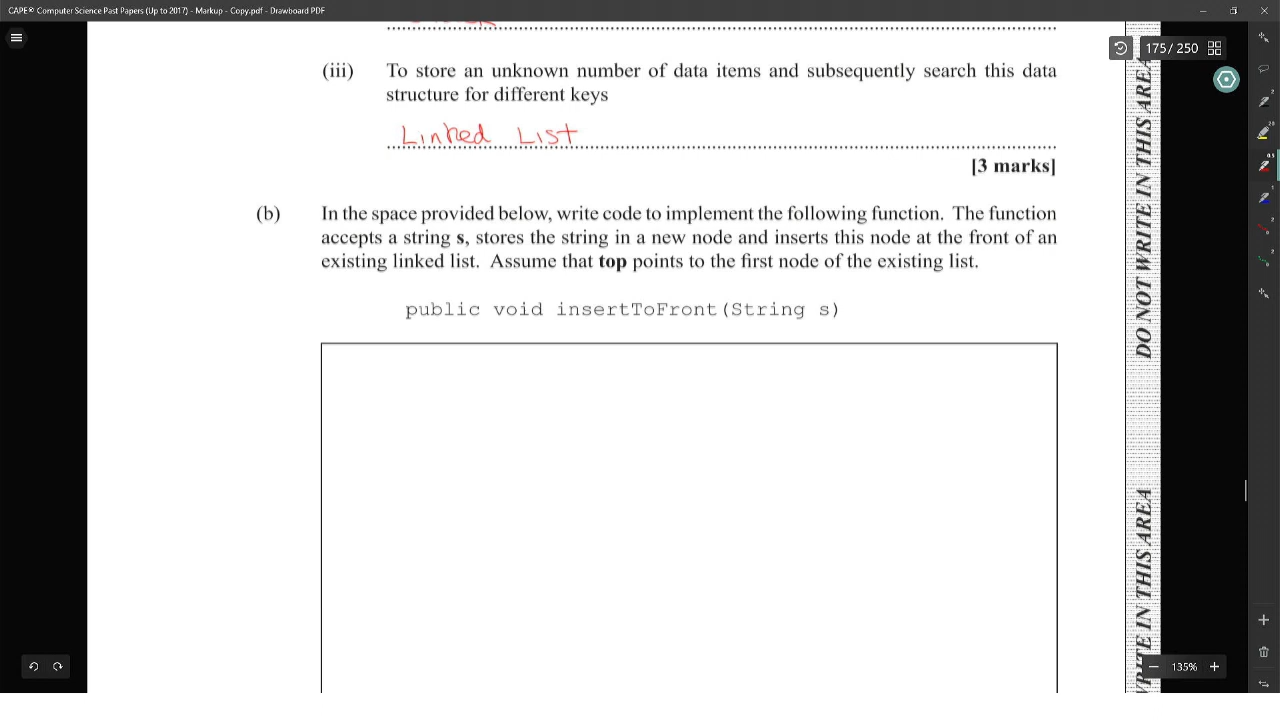 CAPE® Computer Science Past Papers (Up to 2017) - Markup - Copy.pdf - Drawboard PDF
175 / 250
(iii) To an unknown number of data items and subsequently search this data
structure for different keys
Linked List
[3 marks]
(b) In the space provided below, write code to implement the following function. The function
accepts a string s, stores the string in a new node and inserts this node at the front of an
existing linked list. Assume that top points to the first node of the existing list.
public void insertToFront(String s)
DO NOT WRITE IN THIS AREA
WRITE IN THIS AREA
135%